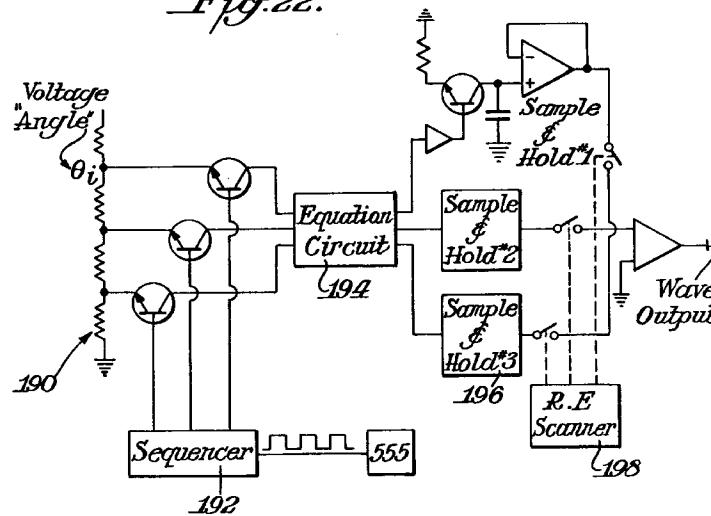 Fig. 22.
Voltage
"Angle"
θi
Equation
Circuit
194
Sample
&
Hold #1
Sample
&
Hold #2
Sample
&
Hold #3
196
Wave
Output
190
R.E
Scanner
198
Sequencer
192
555